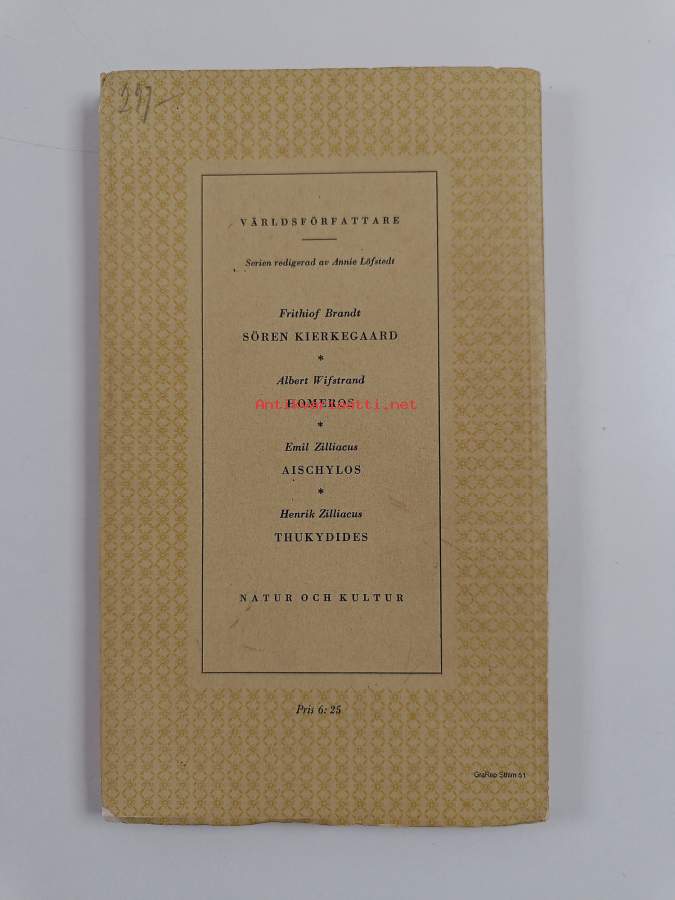 297-
VÄRLDSFÖRFATTARE
Serien redigerad av Annie Löfstedt
Frithiof Brandt
SÖREN KIERKEGAARD
*
Albert Wifstrand
HOMEROS
Antikvariaatti.net
*
Emil Zilliacus
AISCHYLOS
*
Henrik Zilliacus
THUKYDIDES
NATUR OCH KULTUR
Pris 6: 25
GraRep Sthlm 51